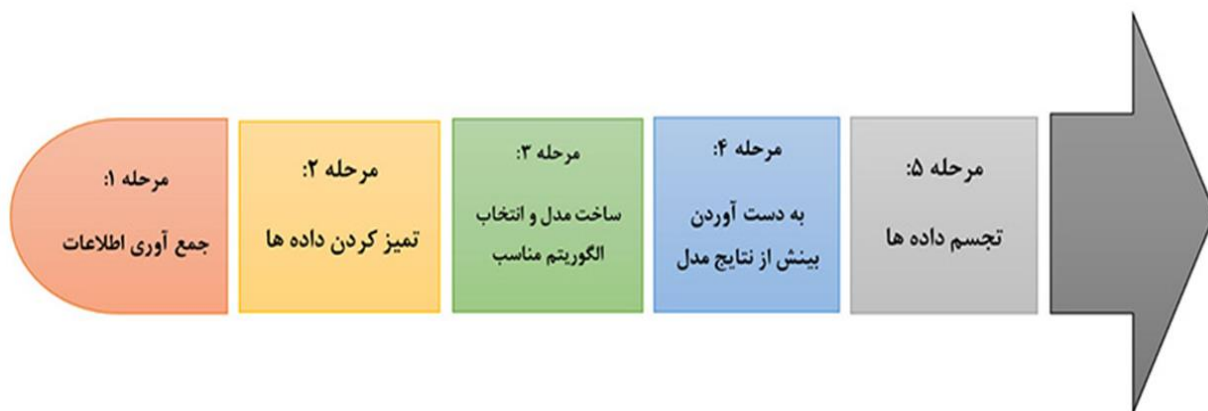 مرحله ۱:
جمع آوری اطلاعات
مرحله ۲:
تمیز کردن داده ها
مرحله ۳:
ساخت مدل و انتخاب
الگوریتم مناسب
مرحله ۴:
به دست آوردن
بینش از نتایج مدل
مرحله ۵:
تجسم داده ها